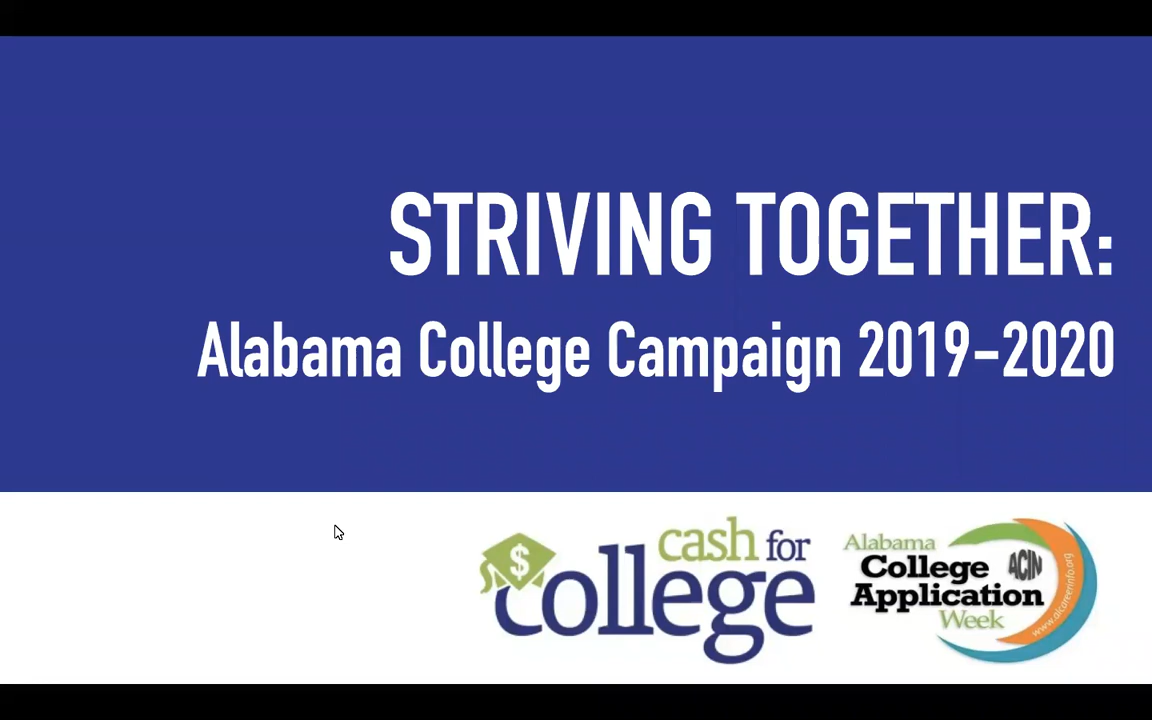 STRIVING TOGETHER:
Alabama College Campaign 2019-2020
$
cash for
college
Alabama
College ACIN
Application
Week
www.alcareerinfo.org